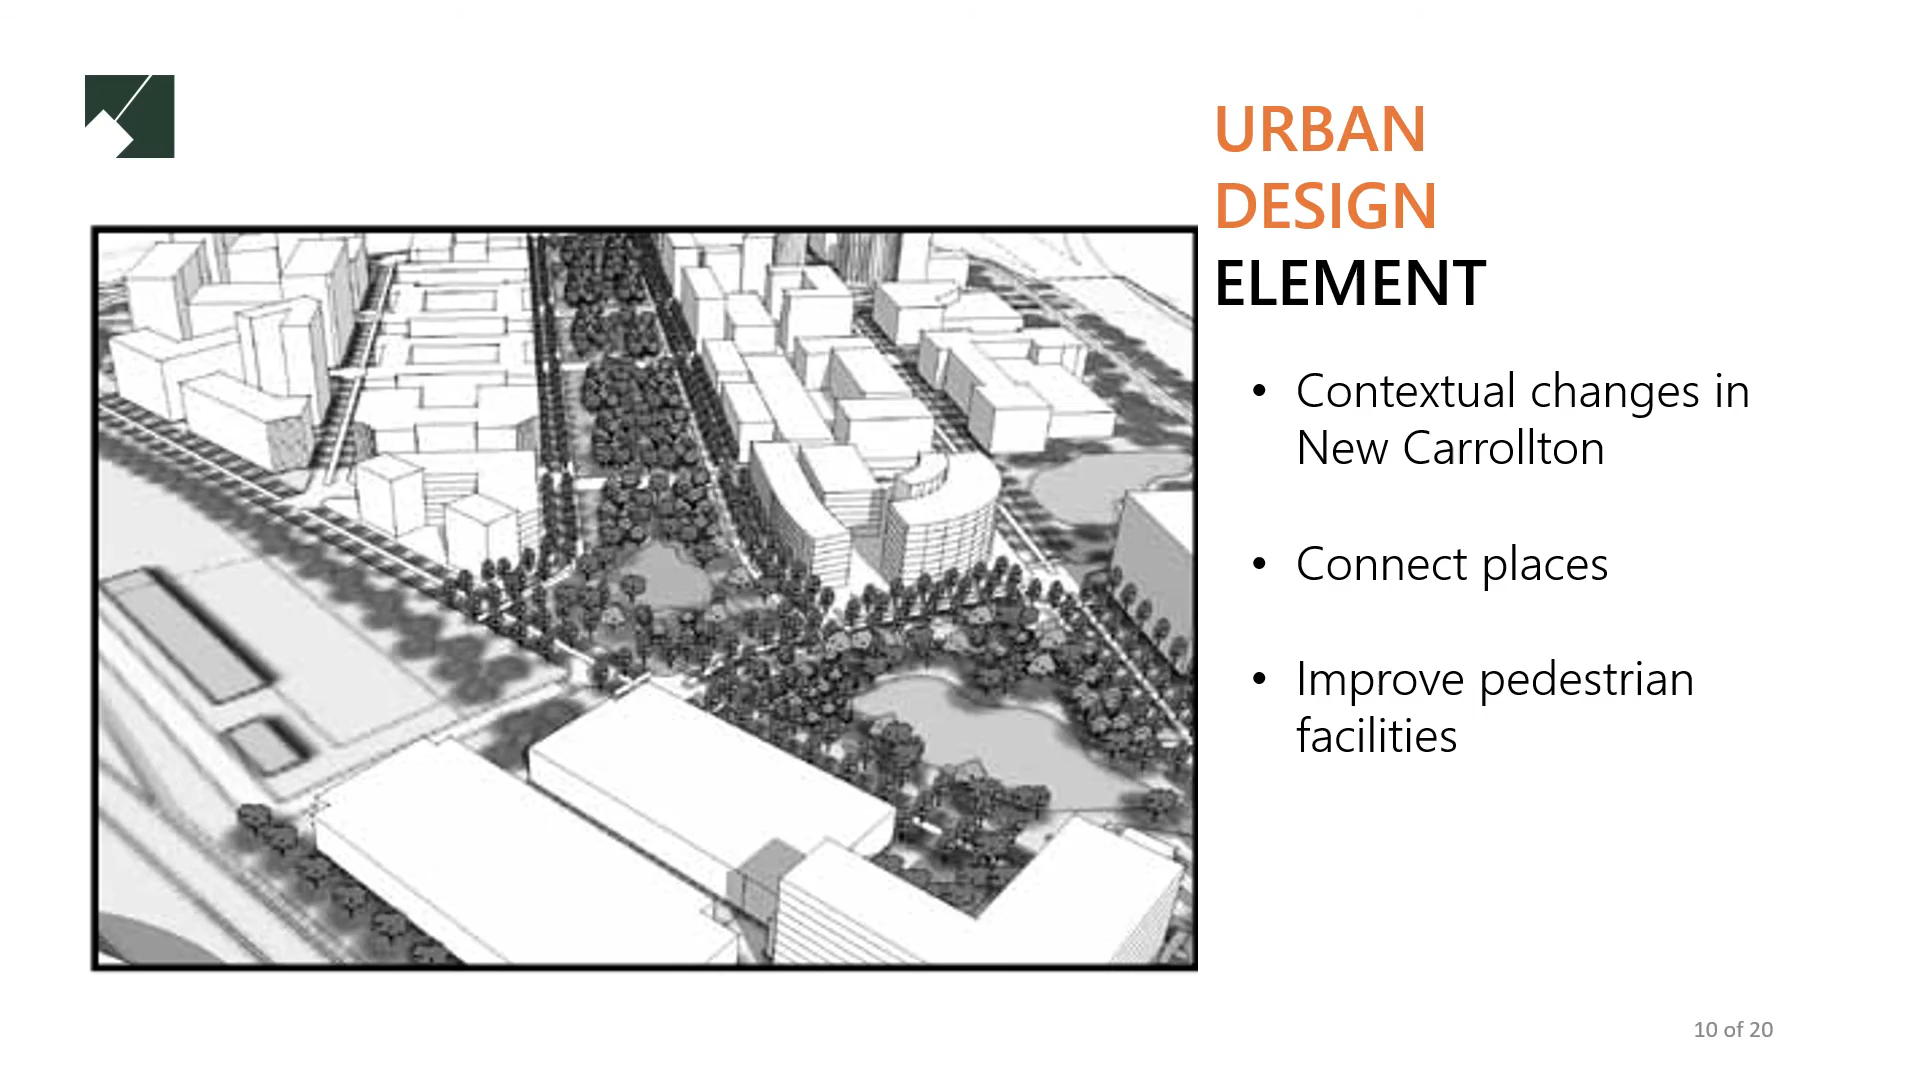 URBAN
DESIGN
ELEMENT
• Contextual changes in
New Carrollton
• Connect places
• Improve pedestrian
facilities
10 of 20